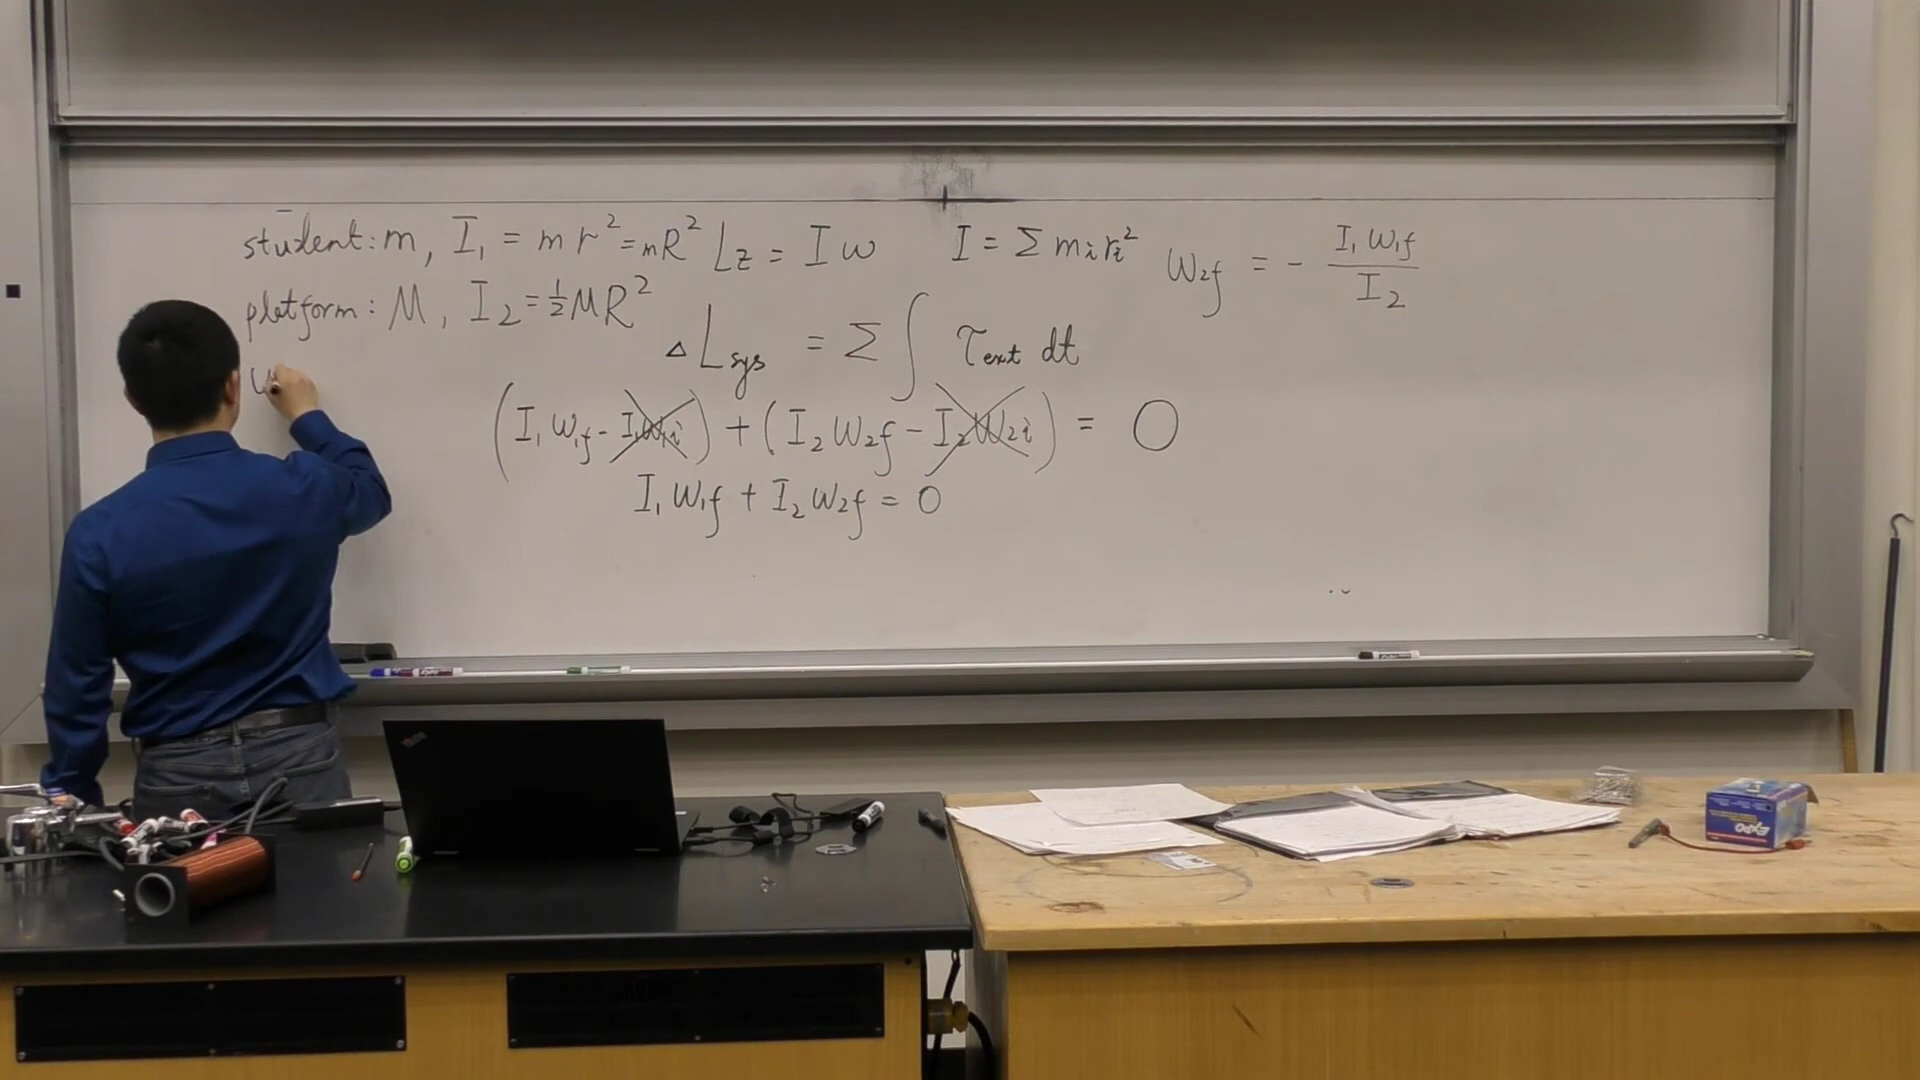 student: m, I₁ = mr² = mR²
platform: M, I₂ = ½MR²
ω
L_z = Iω
I = Σ mᵢrᵢ²
ω₂f = - I₁ω₁f / I₂
ΔL_sys = Σ∫ τ_ext dt
(I₁ω₁f - I₁ω₁i) + (I₂ω₂f - I₂ω₂i) = 0
I₁ω₁f + I₂ω₂f = 0
EXPO